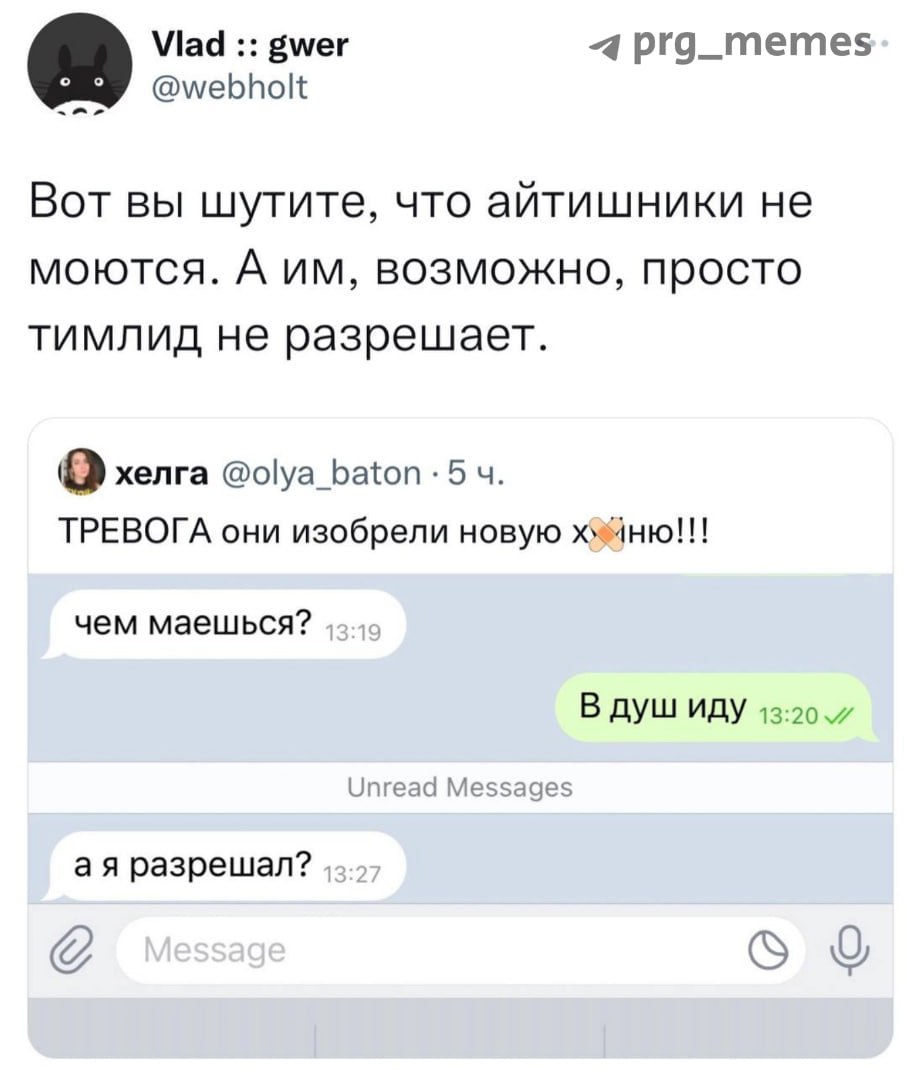 Vlad :: gwer
prg_memes
@webholt
Вот вы шутите, что айтишники не
моются. А им, возможно, просто
тимлид не разрешает.
хелга @olya_baton · 5 ч.
ТРЕВОГА они изобрели новую х🩹ню!!!
чем маешься? 13:19
В душ иду 13:20
Unread Messages
а я разрешал? 13:27
Message